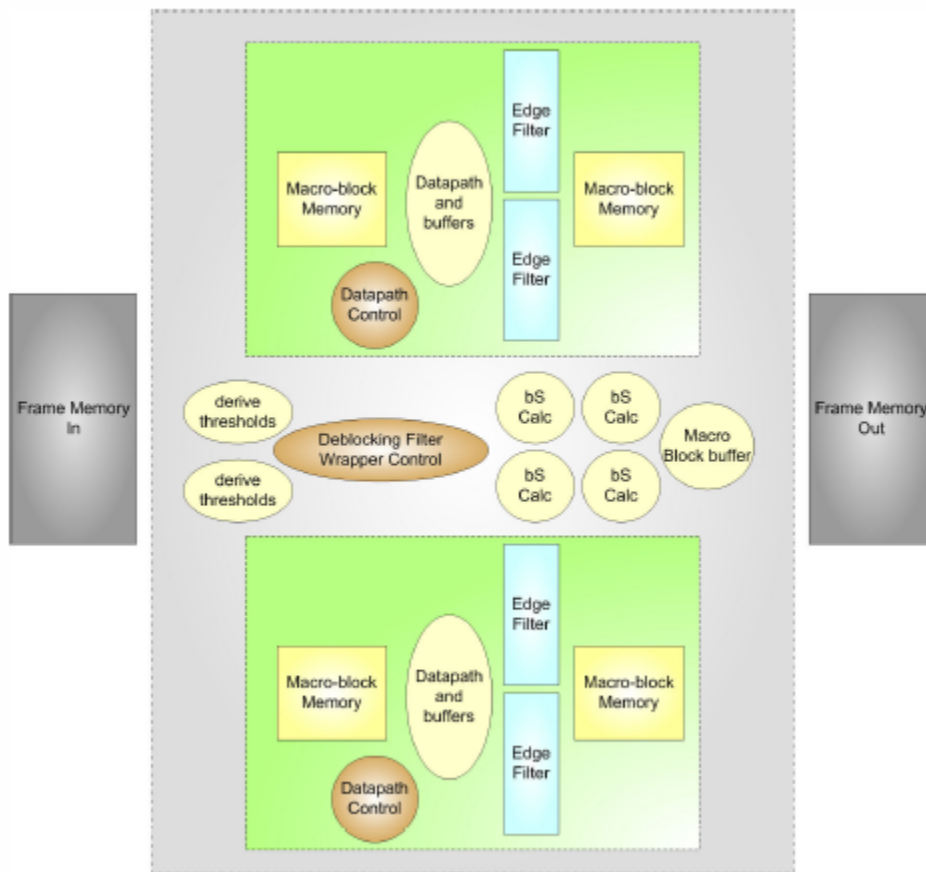 Edge
Filter
Macro-block
Memory
Datapath
and
buffers
Macro-block
Memory
Edge
Filter
Datapath
Control
Frame Memory
In
derive
thresholds
Deblocking Filter
Wrapper Control
derive
thresholds
bS
Calc
bS
Calc
bS
Calc
bS
Calc
Macro
Block buffer
Frame Memory
Out
Edge
Filter
Macro-block
Memory
Datapath
and
buffers
Macro-block
Memory
Edge
Filter
Datapath
Control